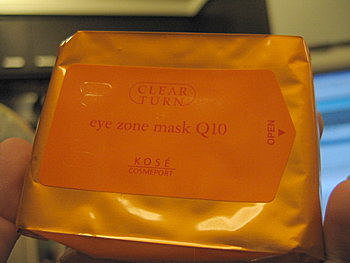 CLEAR
TURN
eye zone mask Q10
OPEN
KOSÉ
COSMEPORT